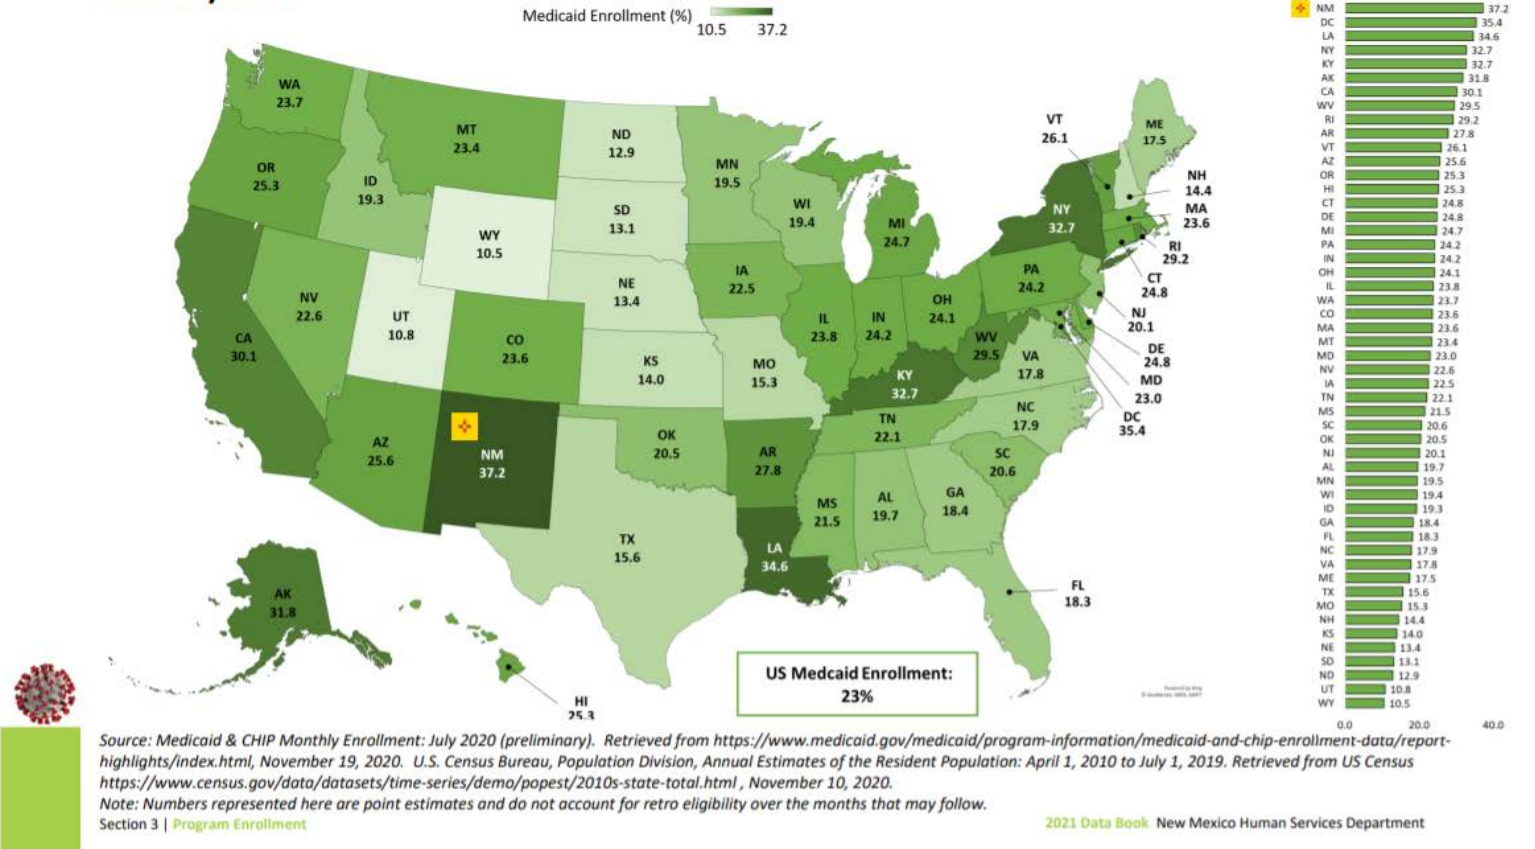 Medicaid Enrollment (%)
10.5 37.2
WA
23.7
OR
25.3
CA
30.1
NV
22.6
ID
19.3
MT
23.4
WY
10.5
UT
10.8
AZ
25.6
CO
23.6
NM
37.2
ND
12.9
SD
13.1
NE
13.4
KS
14.0
OK
20.5
TX
15.6
MN
19.5
IA
22.5
MO
15.3
AR
27.8
LA
34.6
WI
19.4
IL
23.8
MI
24.7
IN
24.2
OH
24.1
KY
32.7
TN
22.1
MS
21.5
AL
19.7
GA
18.4
SC
20.6
NC
17.9
VA
17.8
WV
29.5
PA
24.2
NY
32.7
VT
26.1
ME
17.5
NH
14.4
MA
23.6
RI
29.2
CT
24.8
NJ
20.1
DE
24.8
MD
23.0
DC
35.4
FL
18.3
AK
31.8
HI
25.3
US Medcaid Enrollment:
23%
NM 37.2
DC 35.4
LA 34.6
NY 32.7
KY 32.7
AK 31.8
CA 30.1
WV 29.5
RI 29.2
AR 27.8
VT 26.1
AZ 25.6
OR 25.3
HI 25.3
CT 24.8
DE 24.8
MI 24.7
PA 24.2
IN 24.2
OH 24.1
IL 23.8
WA 23.7
CO 23.6
MA 23.6
MT 23.4
MD 23.0
NV 22.6
IA 22.5
TN 22.1
MS 21.5
SC 20.6
OK 20.5
NJ 20.1
AL 19.7
MN 19.5
WI 19.4
ID 19.3
GA 18.4
FL 18.3
NC 17.9
VA 17.8
ME 17.5
TX 15.6
MO 15.3
NH 14.4
KS 14.0
NE 13.4
SD 13.1
ND 12.9
UT 10.8
WY 10.5
0.0 20.0 40.0
Source: Medicaid & CHIP Monthly Enrollment: July 2020 (preliminary). Retrieved from https://www.medicaid.gov/medicaid/program-information/medicaid-and-chip-enrollment-data/report-
highlights/index.html, November 19, 2020. U.S. Census Bureau, Population Division, Annual Estimates of the Resident Population: April 1, 2010 to July 1, 2019. Retrieved from US Census
https://www.census.gov/data/datasets/time-series/demo/popest/2010s-state-total.html , November 10, 2020.
Note: Numbers represented here are point estimates and do not account for retro eligibility over the months that may follow.
Section 3 | Program Enrollment
2021 Data Book New Mexico Human Services Department